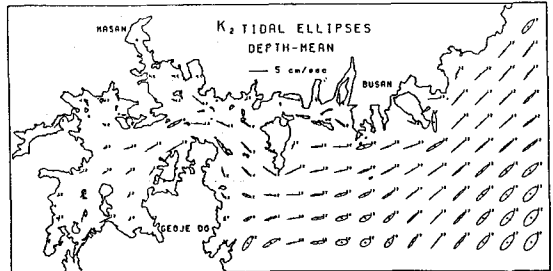 MASAN
K₂ TIDAL ELLIPSES
DEPTH-MEAN
5 cm/sec
BUSAN
GEOJE DO